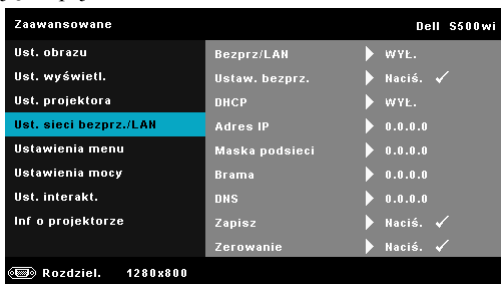 Zaawansowane Dell S500wi
Ust. obrazu
Ust. wyświetl.
Ust. projektora
Ust. sieci bezprz./LAN
Ustawienia menu
Ustawienia mocy
Ust. interakt.
Inf o projektorze
Bezprz/LAN WYŁ.
Ustaw. bezprz. Naciś.
DHCP WYŁ.
Adres IP 0.0.0.0
Maska podsieci 0.0.0.0
Brama 0.0.0.0
DNS 0.0.0.0
Zapisz Naciś.
Zerowanie Naciś.
Rozdziel. 1280x800